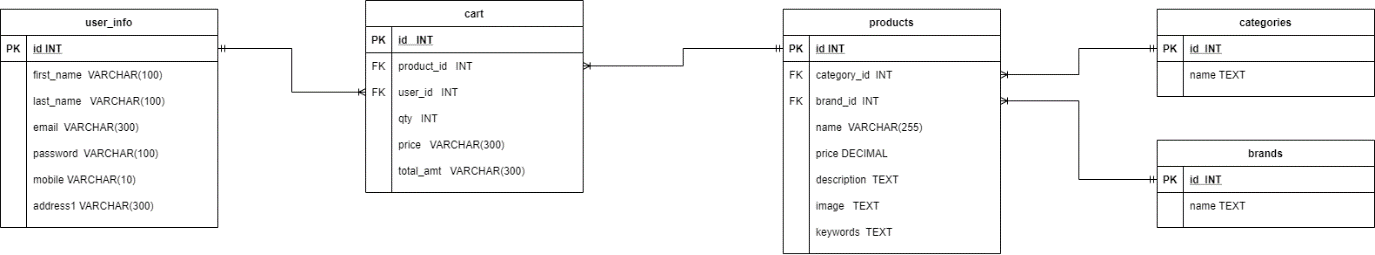 user_info
PK id INT
first_name VARCHAR(100)
last_name VARCHAR(100)
email VARCHAR(300)
password VARCHAR(100)
mobile VARCHAR(10)
address1 VARCHAR(300)
cart
PK id INT
FK product_id INT
FK user_id INT
qty INT
price VARCHAR(300)
total_amt VARCHAR(300)
products
PK id INT
FK category_id INT
FK brand_id INT
name VARCHAR(255)
price DECIMAL
description TEXT
image TEXT
keywords TEXT
categories
PK id INT
name TEXT
brands
PK id INT
name TEXT